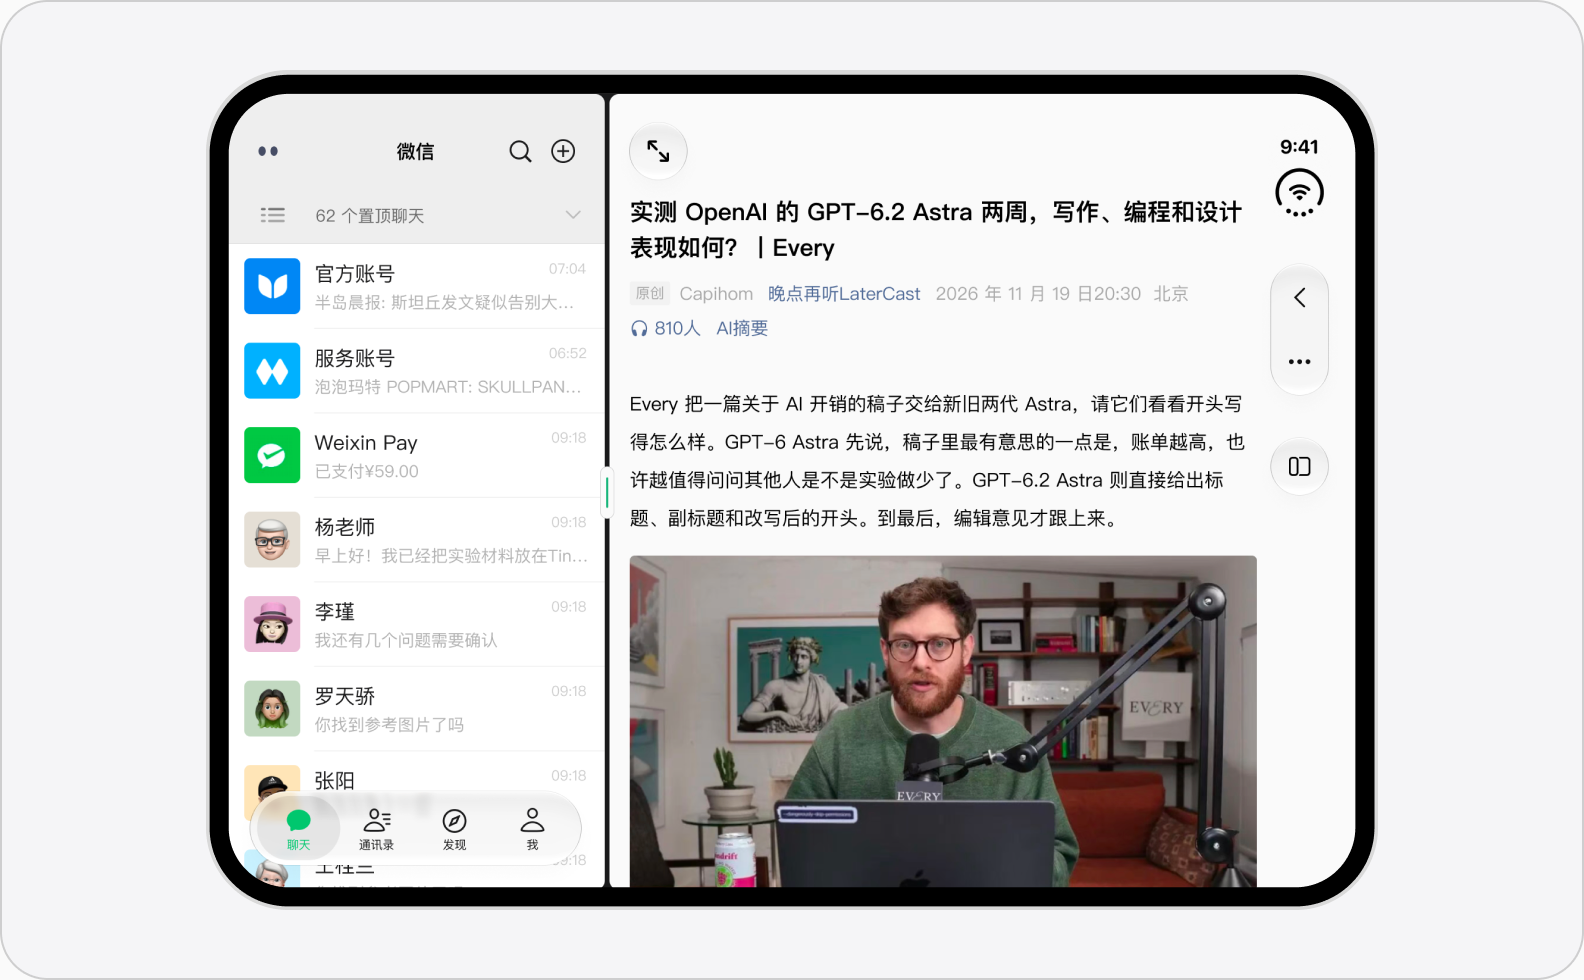 微信
62 个置顶聊天
官方账号
07:04
半岛晨报: 斯坦丘发文疑似告别大…
服务账号
06:52
泡泡玛特 POPMART: SKULLPAN…
Weixin Pay
09:18
已支付¥59.00
杨老师
09:18
早上好！我已经把实验材料放在Tin…
李瑾
09:18
我还有几个问题需要确认
罗天骄
09:18
你找到参考图片了吗
张阳
09:18
聊天
通讯录
发现
我
09:18
9:41
实测 OpenAI 的 GPT-6.2 Astra 两周，写作、编程和设计
表现如何？｜Every
原创 Capihom 晚点再听LaterCast 2026 年 11 月 19 日20:30 北京
810人 AI摘要
Every 把一篇关于 AI 开销的稿子交给新旧两代 Astra，请它们看看开头写
得怎么样。GPT-6 Astra 先说，稿子里最有意思的一点是，账单越高，也
许越值得问问其他人是不是实验做少了。GPT-6.2 Astra 则直接给出标
题、副标题和改写后的开头。到最后，编辑意见才跟上来。
EVERY
EVERY